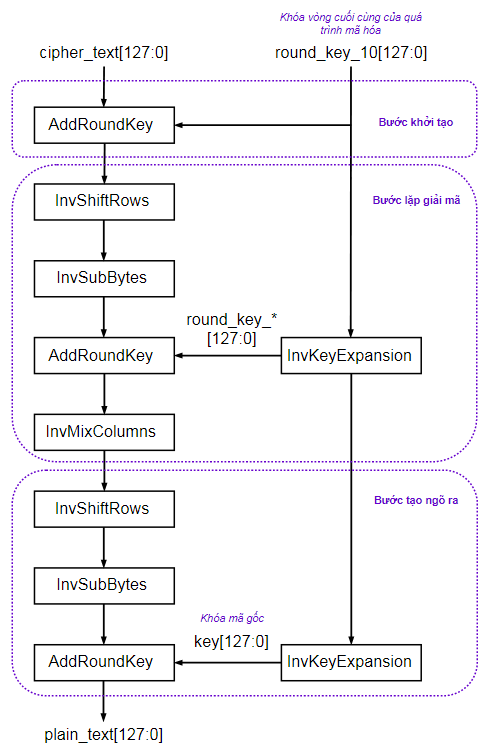 Khóa vòng cuối cùng của quá
trình mã hóa
cipher_text[127:0]
round_key_10[127:0]
AddRoundKey
Bước khởi tạo
InvShiftRows
Bước lặp giải mã
InvSubBytes
round_key_*
[127:0]
AddRoundKey
InvKeyExpansion
InvMixColumns
InvShiftRows
Bước tạo ngõ ra
InvSubBytes
Khóa mã gốc
key[127:0]
AddRoundKey
InvKeyExpansion
plain_text[127:0]